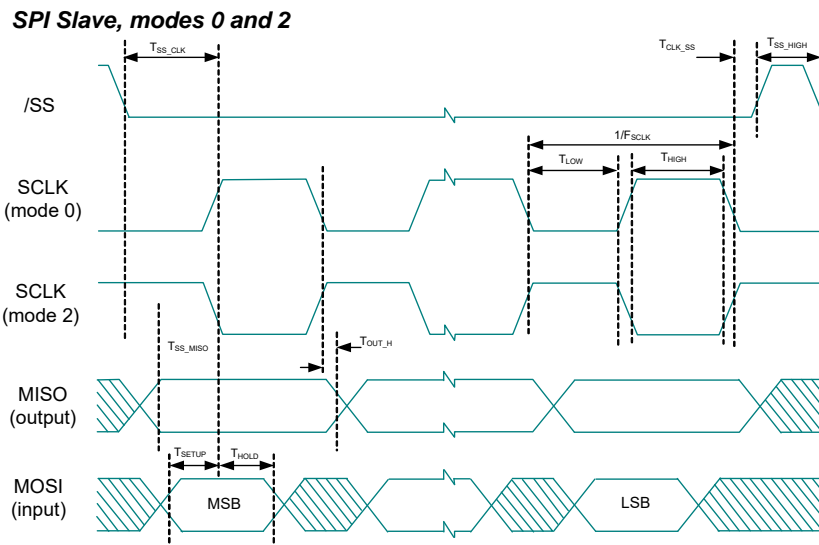 SPI Slave, modes 0 and 2
TSS_CLK
TCLK_SS
TSS_HIGH
/SS
1/FSCLK
TLOW
THIGH
SCLK
(mode 0)
SCLK
(mode 2)
TSS_MISO
TOUT_H
MISO
(output)
TSETUP
THOLD
MOSI
(input)
MSB
LSB